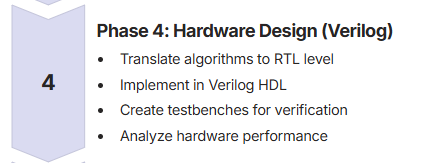 Phase 4: Hardware Design (Verilog)
4
• Translate algorithms to RTL level
• Implement in Verilog HDL
• Create testbenches for verification
• Analyze hardware performance